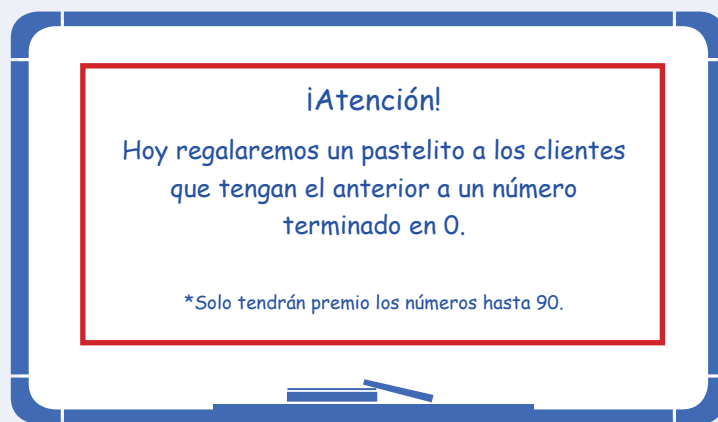 ¡Atención!
Hoy regalaremos un pastelito a los clientes
que tengan el anterior a un número
terminado en 0.
*Solo tendrán premio los números hasta 90.